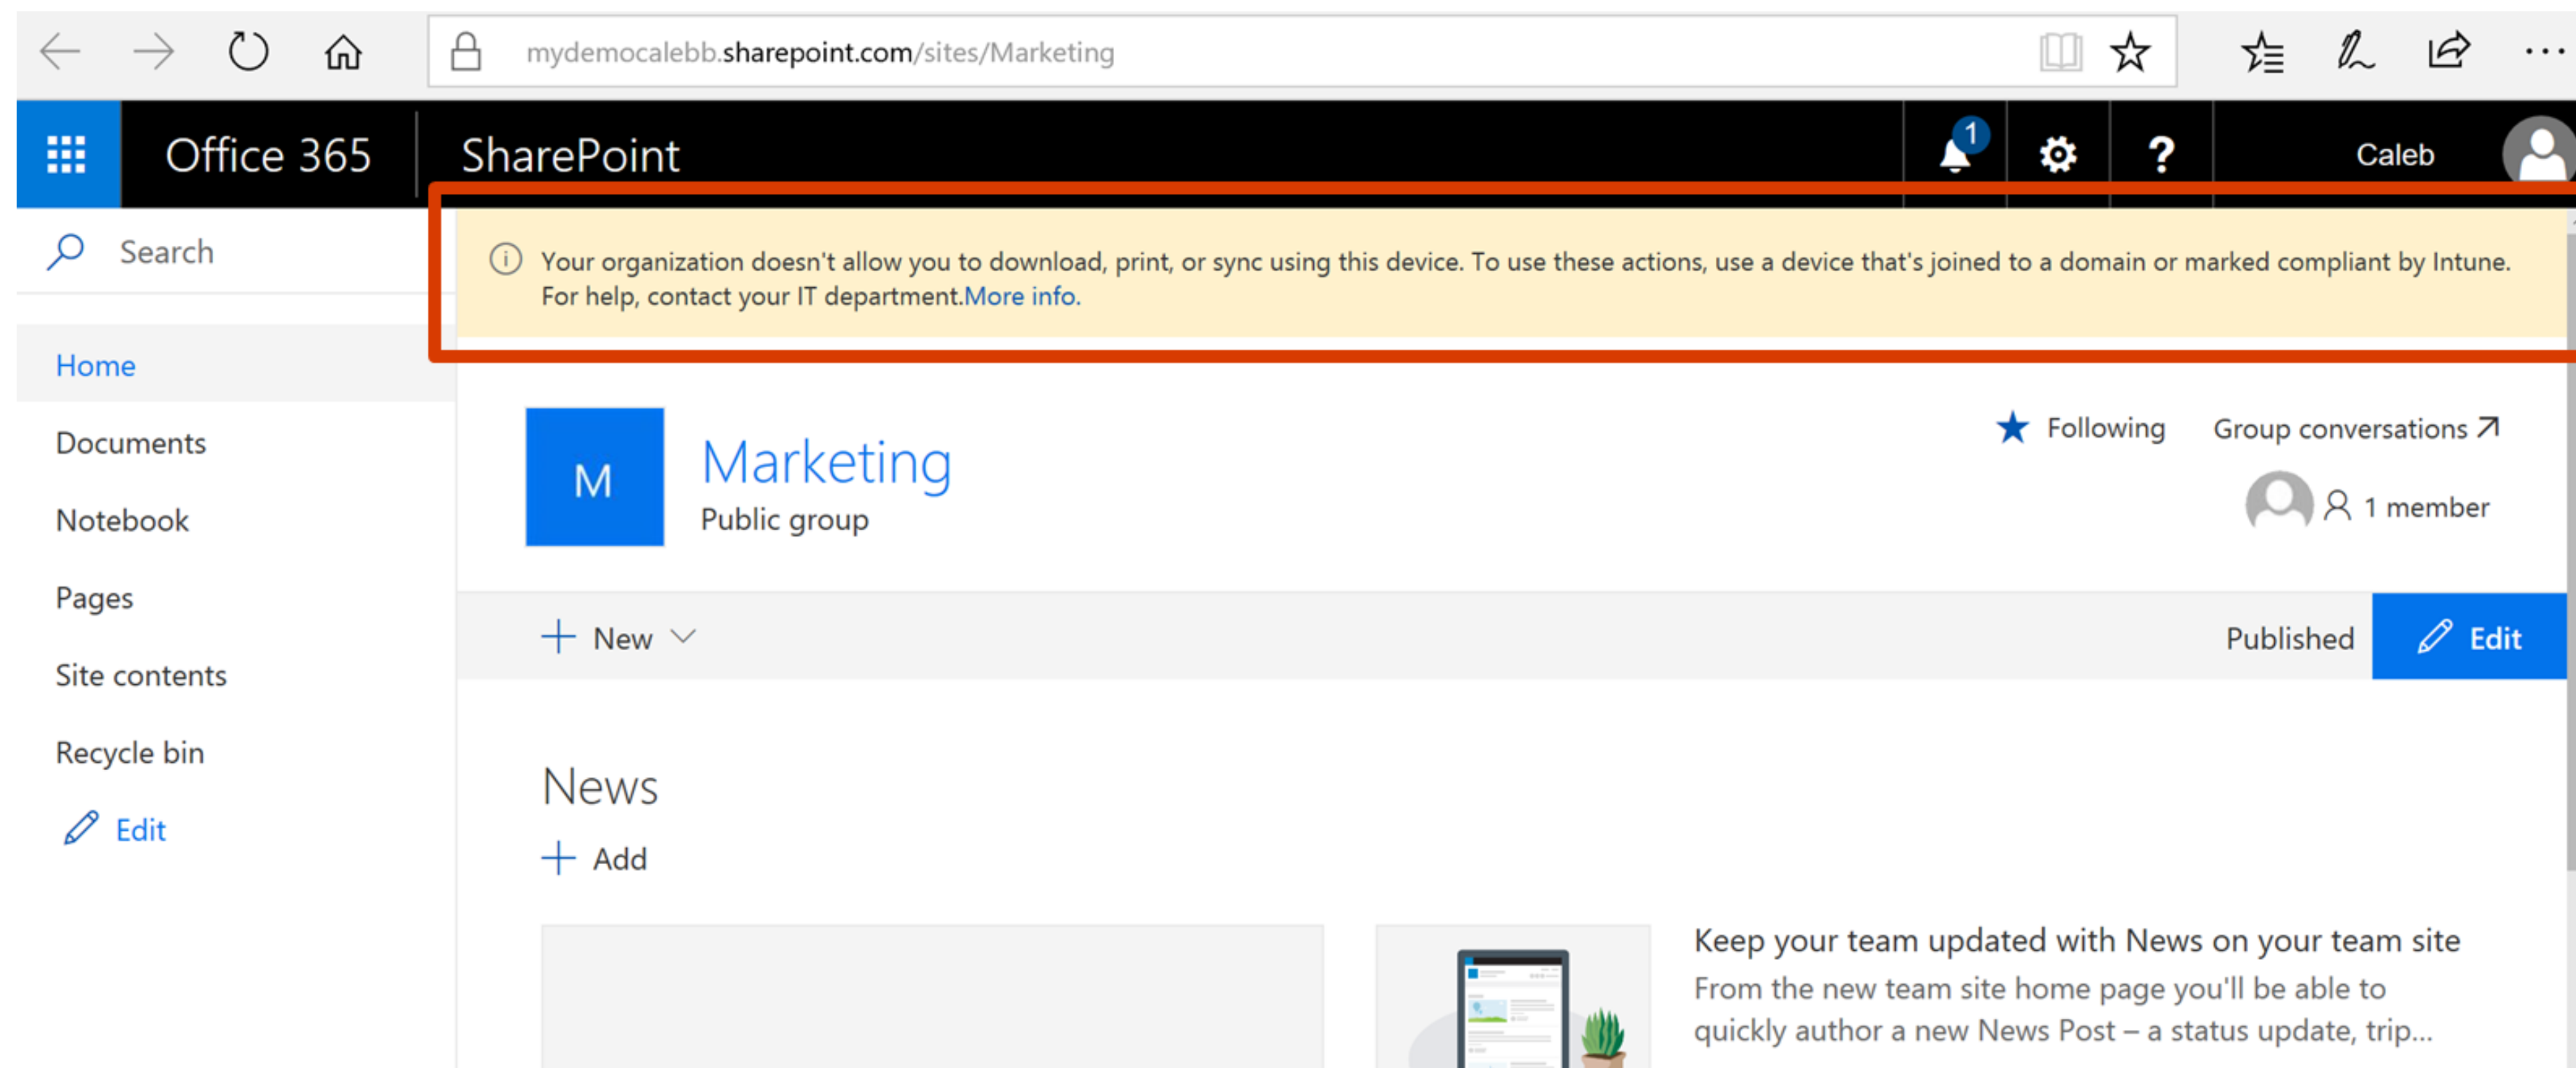 mydemocalebb.sharepoint.com/sites/Marketing
Office 365
SharePoint
1
?
Caleb
Search
Your organization doesn't allow you to download, print, or sync using this device. To use these actions, use a device that's joined to a domain or marked compliant by Intune.
For help, contact your IT department.More info.
Home
Documents
Notebook
Pages
Site contents
Recycle bin
Edit
M
Marketing
Public group
Following
Group conversations
1 member
New
Published
Edit
News
Add
Keep your team updated with News on your team site
From the new team site home page you'll be able to
quickly author a new News Post – a status update, trip...